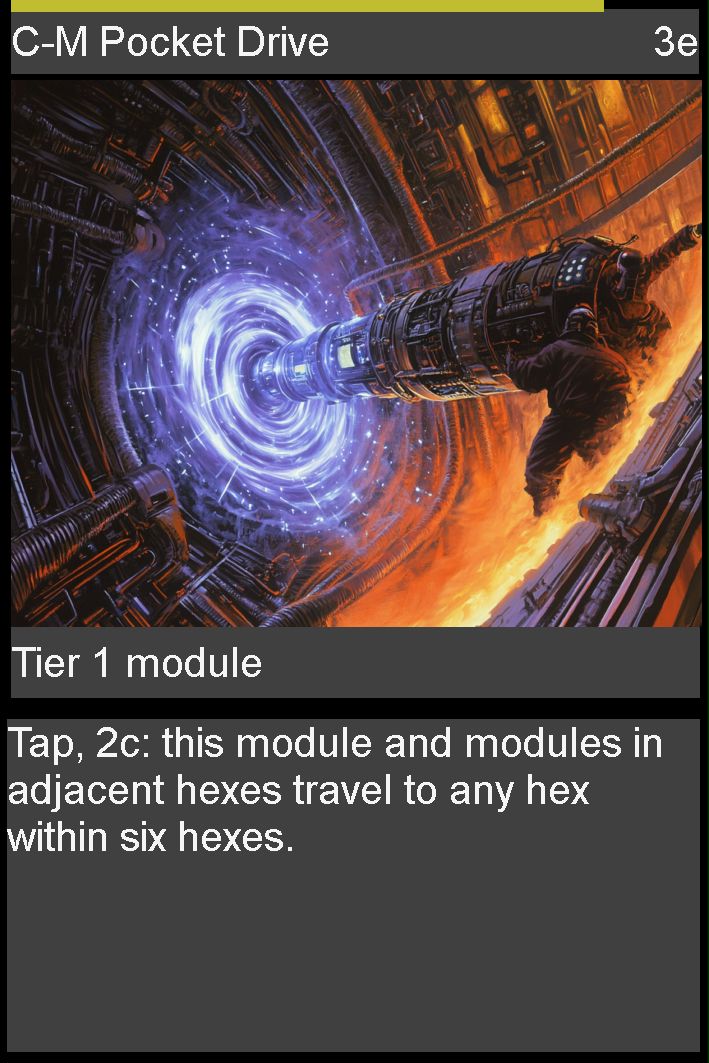 C-M Pocket Drive 3e
Tier 1 module
Tap, 2c: this module and modules in
adjacent hexes travel to any hex
within six hexes.